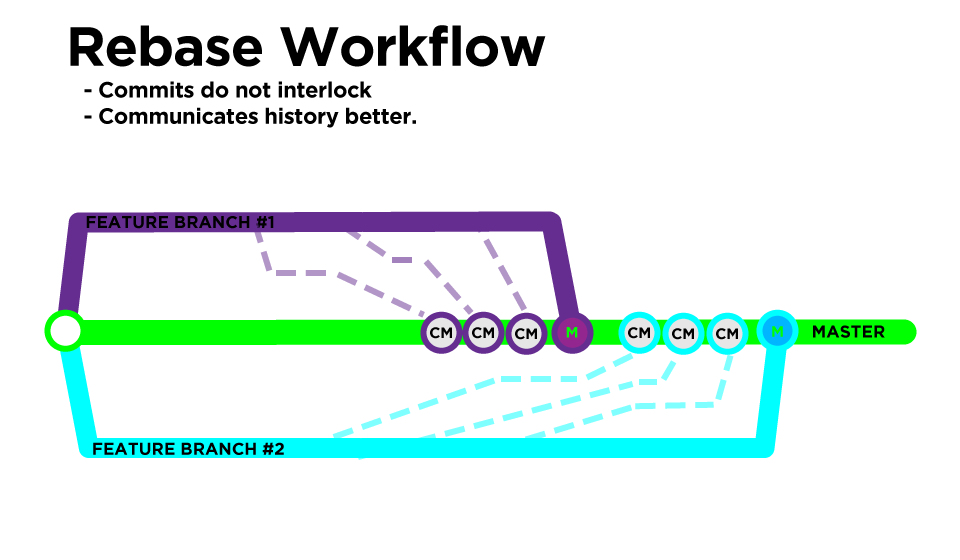 Rebase Workflow
- Commits do not interlock
- Communicates history better.
FEATURE BRANCH #1
CM CM CM M CM CM CM M MASTER
FEATURE BRANCH #2